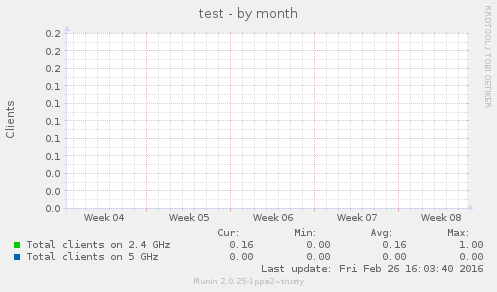 test - by month
RRDTOOL / TOBI OETIKER
Clients
0.2
0.2
0.2
0.1
0.1
0.1
0.1
0.1
0.0
0.0
0.0
Week 04 Week 05 Week 06 Week 07 Week 08
Cur: Min: Avg: Max:
Total clients on 2.4 GHz 0.16 0.00 0.16 1.00
Total clients on 5 GHz 0.00 0.00 0.00 0.00
Last update: Fri Feb 26 16:03:40 2016
Munin 2.0.25-1ppa2~trusty